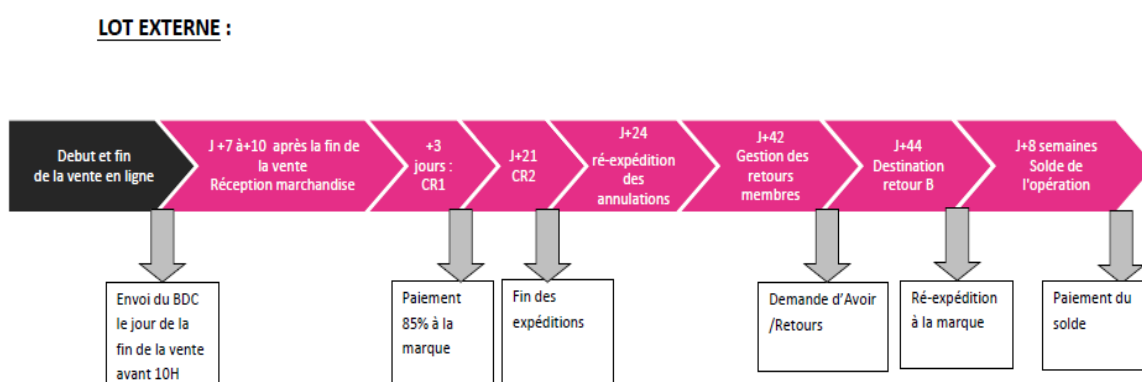 LOT EXTERNE :
Debut et fin
de la vente en ligne
J +7 à+10 après la fin de
la vente
Réception marchandise
+3
jours :
CR1
J+21
CR2
J+24
ré-expédition
des
annulations
J+42
Gestion des
retours
membres
J+44
Destination
retour B
J+8 semaines
Solde de
l'opération
Envoi du BDC
le jour de la
fin de la vente
avant 10H
Paiement
85% à la
marque
Fin des
expéditions
Demande d'Avoir
/Retours
Ré-expédition
à la marque
Paiement du
solde